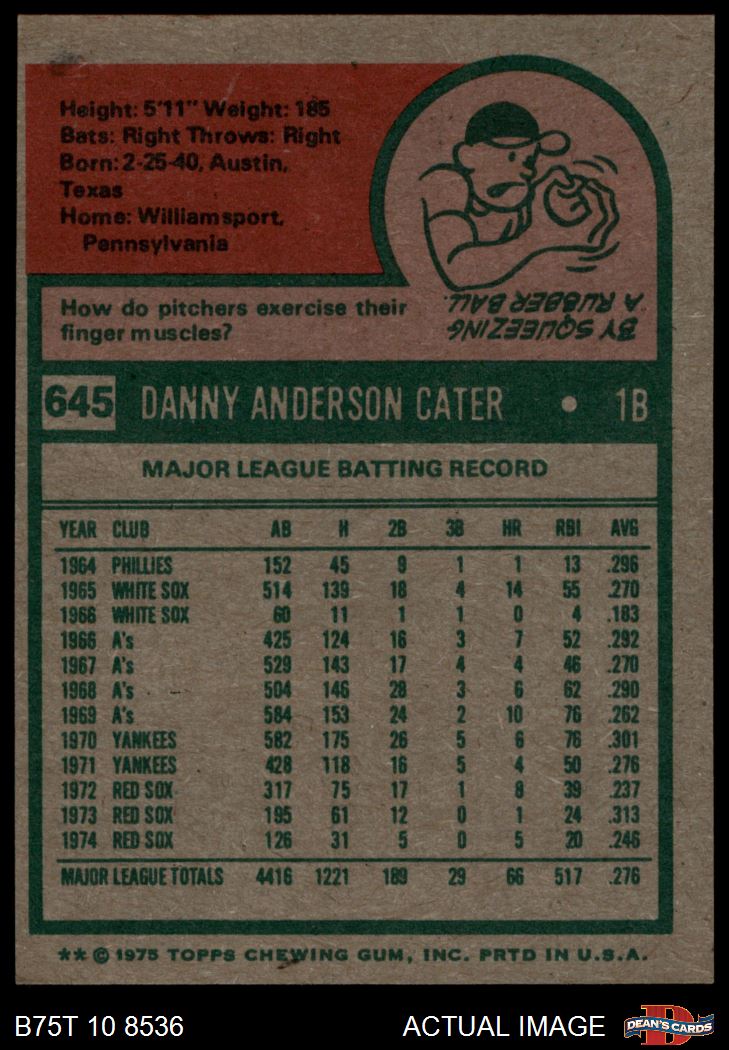 Height: 5'11" Weight: 185
Bats: Right Throws: Right
Born: 2-25-40, Austin,
Texas
Home: Williamsport,
Pennsylvania
How do pitchers exercise their
finger muscles?
BY SQUEEZING
A RUBBER BALL.
645 DANNY ANDERSON CATER • 1B
MAJOR LEAGUE BATTING RECORD
YEAR CLUB AB H 2B 3B HR RBI AVG
1964 PHILLIES 152 45 9 1 1 13 .296
1965 WHITE SOX 514 139 18 4 14 55 .270
1966 WHITE SOX 60 11 1 1 0 4 .183
1966 A's 425 124 16 3 7 52 .292
1967 A's 529 143 17 4 4 46 .270
1968 A's 504 146 28 3 6 62 .290
1969 A's 584 153 24 2 10 76 .262
1970 YANKEES 582 175 26 5 6 76 .301
1971 YANKEES 428 118 16 5 4 50 .276
1972 RED SOX 317 75 17 1 8 39 .237
1973 RED SOX 195 61 12 0 1 24 .313
1974 RED SOX 126 31 5 0 5 20 .246
MAJOR LEAGUE TOTALS 4416 1221 189 29 66 517 .276
** © 1975 TOPPS CHEWING GUM, INC. PRTD IN U.S.A.
B75T 10 8536 ACTUAL IMAGE D DEAN'S CARDS